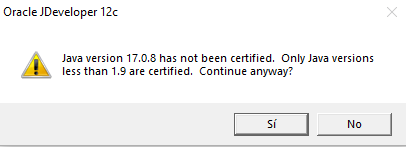 Oracle JDeveloper 12c
Java version 17.0.8 has not been certified.  Only Java versions
less than 1.9 are certified.  Continue anyway?
Sí
No